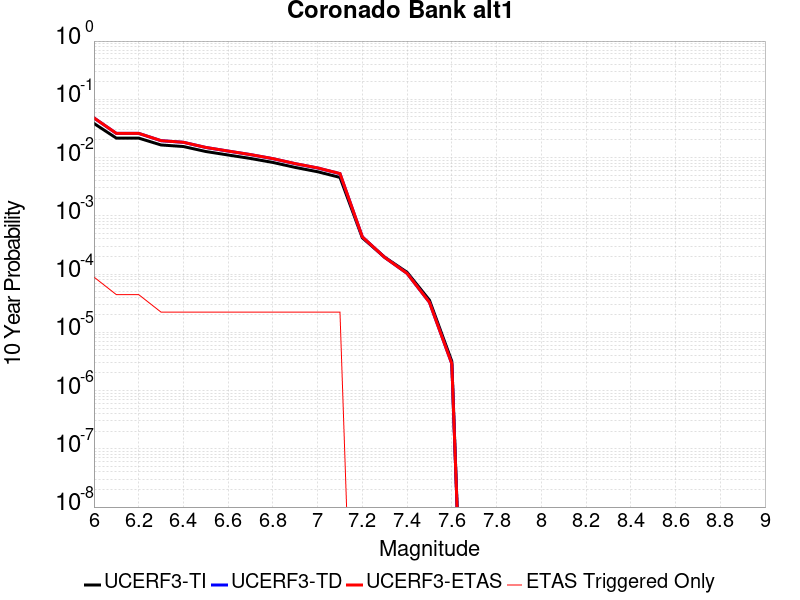 Coronado Bank alt1
10^0
10^-1
10^-2
10^-3
10^-4
10^-5
10^-6
10^-7
10^-8
10 Year Probability
6 6.2 6.4 6.6 6.8 7 7.2 7.4 7.6 7.8 8 8.2 8.4 8.6 8.8 9
Magnitude
UCERF3-TI UCERF3-TD UCERF3-ETAS ETAS Triggered Only